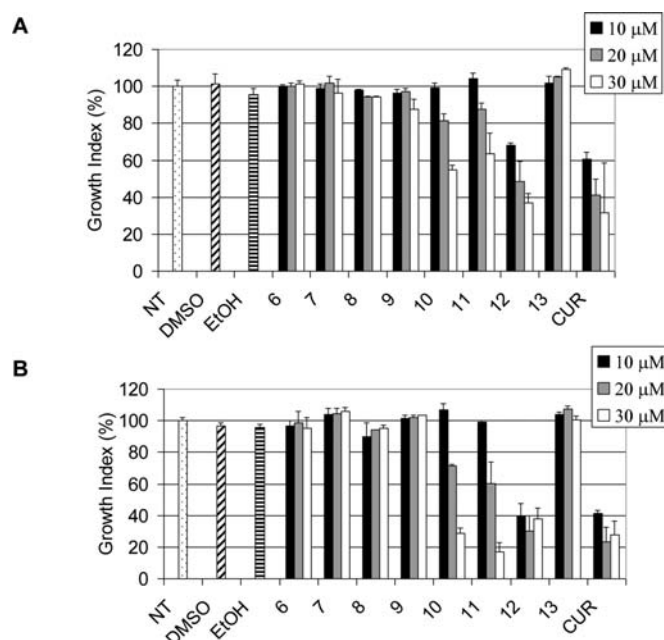 A
10 µM
20 µM
30 µM
Growth Index (%)
120
100
80
60
40
20
0
NT
DMSO
EtOH
6
7
8
9
10
11
12
13
CUR
B
10 µM
20 µM
30 µM
Growth Index (%)
120
100
80
60
40
20
0
NT
DMSO
EtOH
6
7
8
9
10
11
12
13
CUR